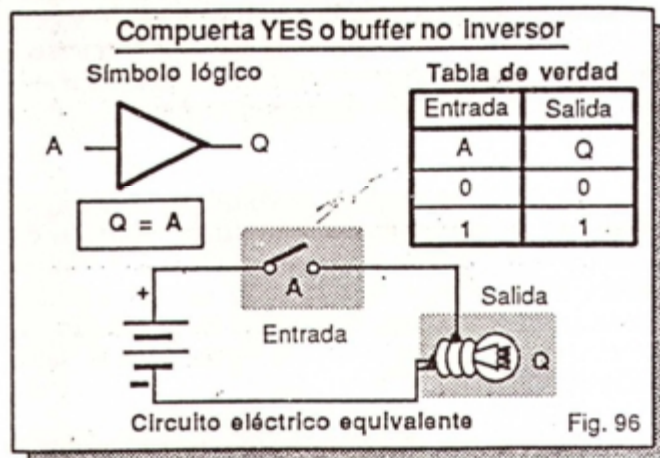 Compuerta YES o buffer no inversor
Símbolo lógico
A
Q
Q = A
Tabla de verdad
Entrada Salida
A Q
0 0
1 1
+
A
Entrada
Salida
Q
−
Circuito eléctrico equivalente
Fig. 96